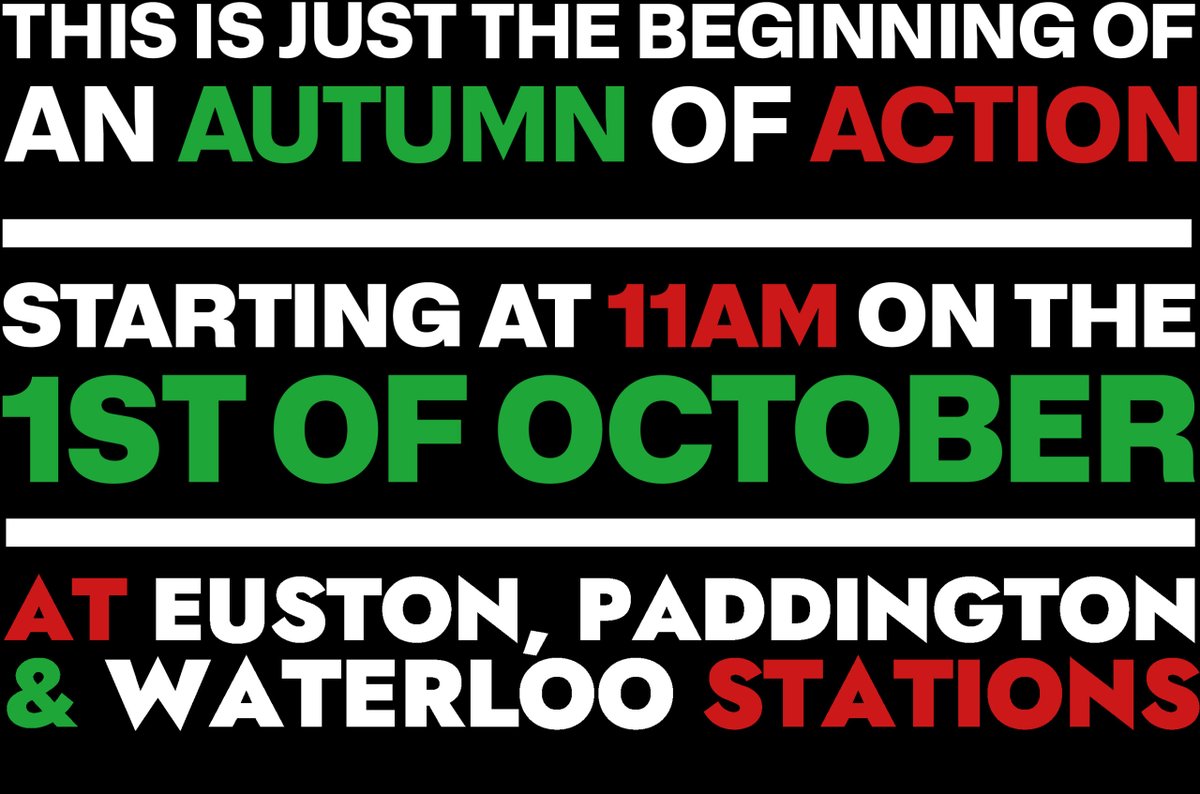 THIS IS JUST THE BEGINNING OF
AN AUTUMN OF ACTION
STARTING AT 11AM ON THE
1ST OF OCTOBER
AT EUSTON, PADDINGTON
& WATERLOO STATIONS